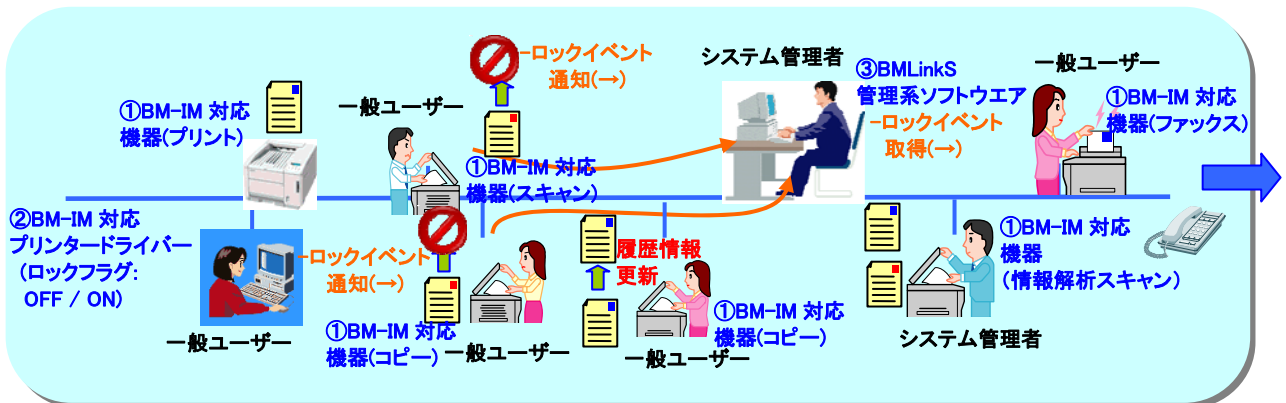 ①BM-IM 対応
機器(プリント)
一般ユーザー
-ロックイベント
通知(→)
①BM-IM 対応
機器(スキャン)
システム管理者
③BMLinkS
管理系ソフトウエア
-ロックイベント
取得(→)
一般ユーザー
①BM-IM 対応
機器(ファックス)
②BM-IM 対応
プリンタードライバー
(ロックフラグ:
OFF / ON)
一般ユーザー
-ロックイベント
通知(→)
①BM-IM 対応
機器(コピー)
一般ユーザー
履歴情報
更新
①BM-IM 対応
機器(コピー)
一般ユーザー
①BM-IM 対応
機器
(情報解析スキャン)
システム管理者